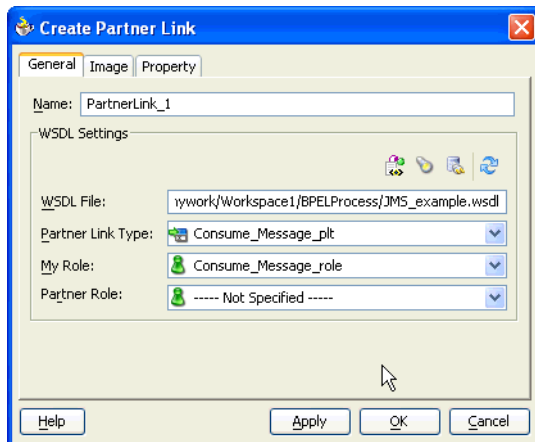 Create Partner Link
General Image Property
Name: PartnerLink_1
WSDL Settings
WSDL File: ywork/Workspace1/BPELProcess/JMS_example.wsdl
Partner Link Type: Consume_Message_plt
My Role: Consume_Message_role
Partner Role: ----- Not Specified -----
Help Apply OK Cancel